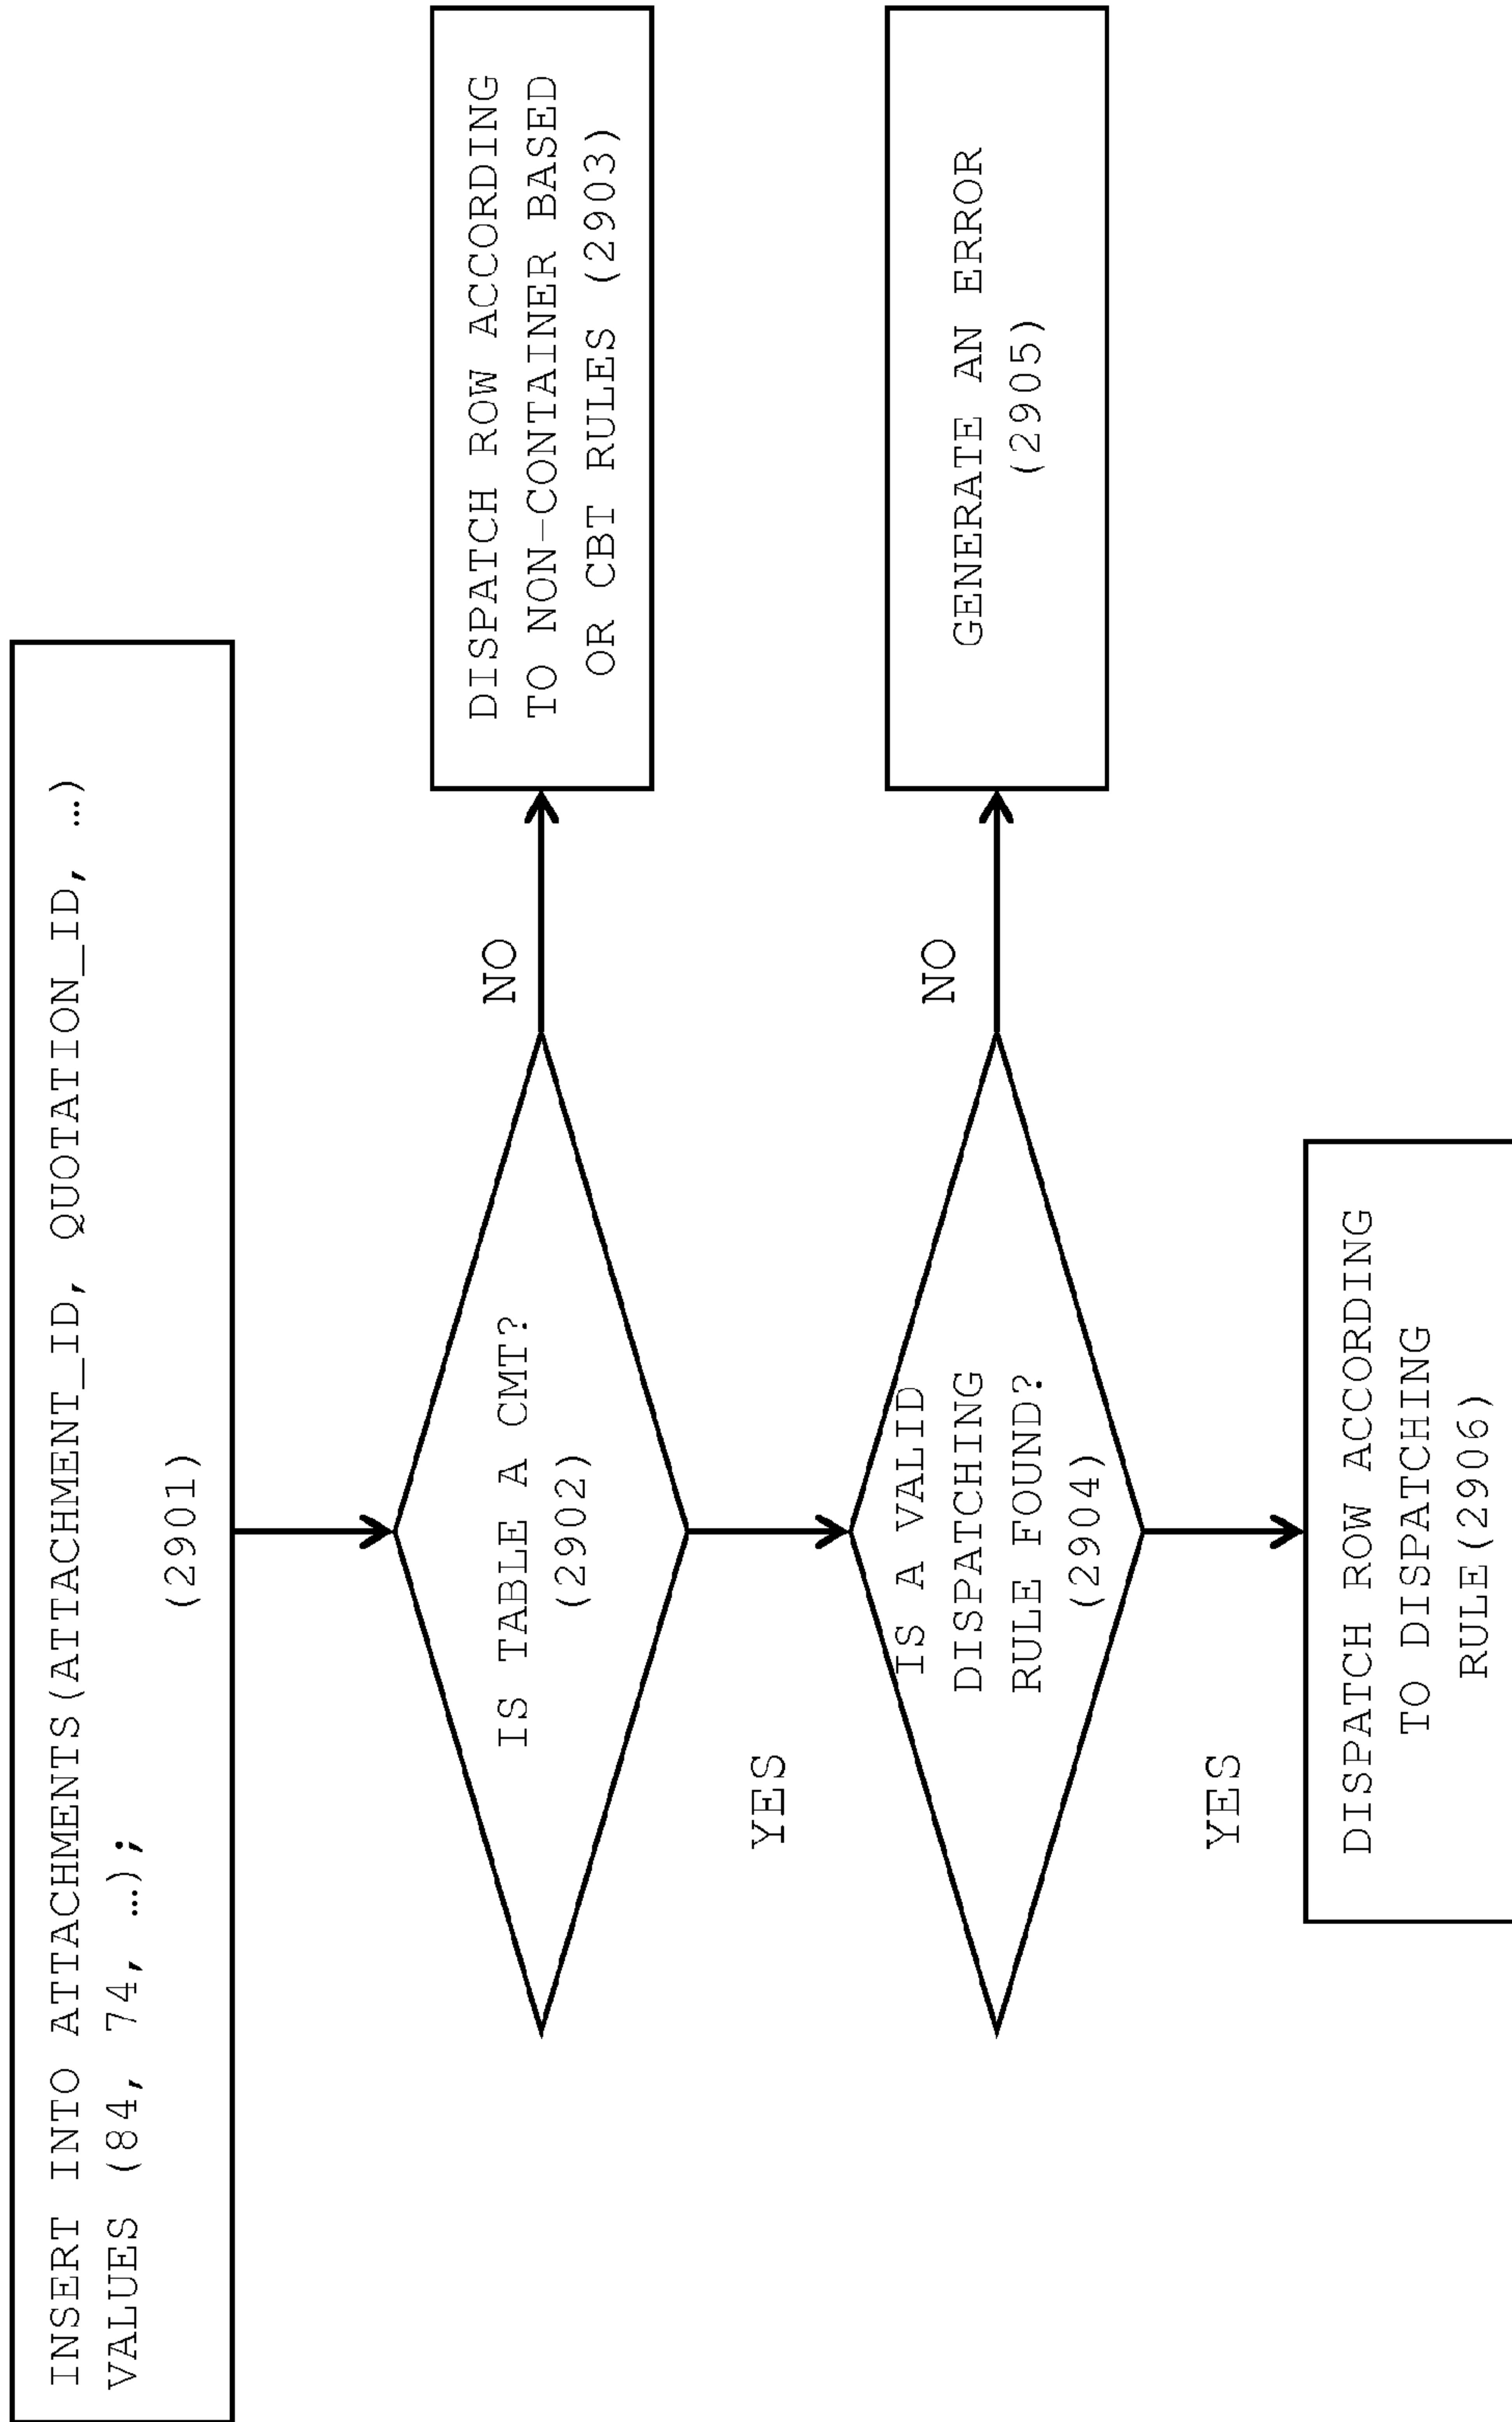 INSERT INTO ATTACHMENTS(ATTACHMENT_ID, QUOTATION_ID, …)
VALUES (84, 74, …);
(2901)
IS TABLE A CMT?
(2902)
NO
DISPATCH ROW ACCORDING
TO NON-CONTAINER BASED
OR CBT RULES (2903)
YES
IS A VALID
DISPATCHING
RULE FOUND?
(2904)
NO
GENERATE AN ERROR
(2905)
YES
DISPATCH ROW ACCORDING
TO DISPATCHING
RULE(2906)